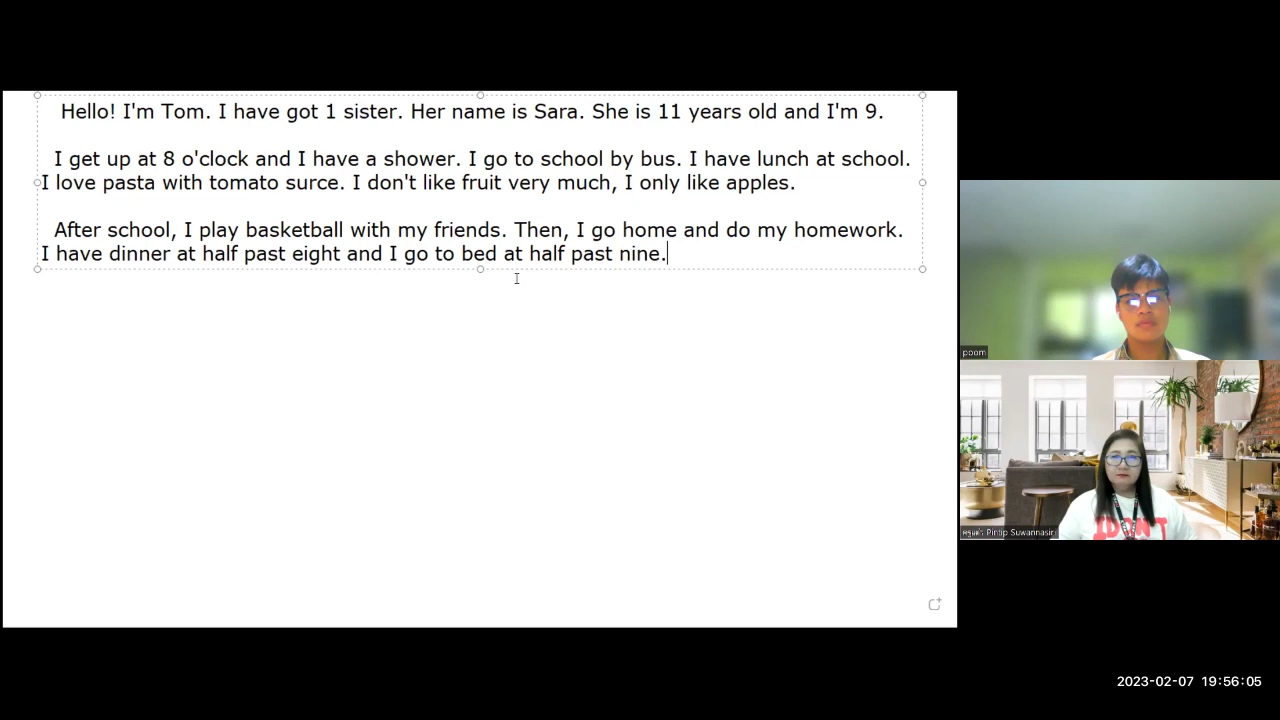 Hello! I'm Tom. I have got 1 sister. Her name is Sara. She is 11 years old and I'm 9.
I get up at 8 o'clock and I have a shower. I go to school by bus. I have lunch at school.
I love pasta with tomato surce. I don't like fruit very much, I only like apples.
After school, I play basketball with my friends. Then, I go home and do my homework.
I have dinner at half past eight and I go to bed at half past nine.
poom
Pintip Suwannasiri
I DON'T
2023-02-07 19:56:05